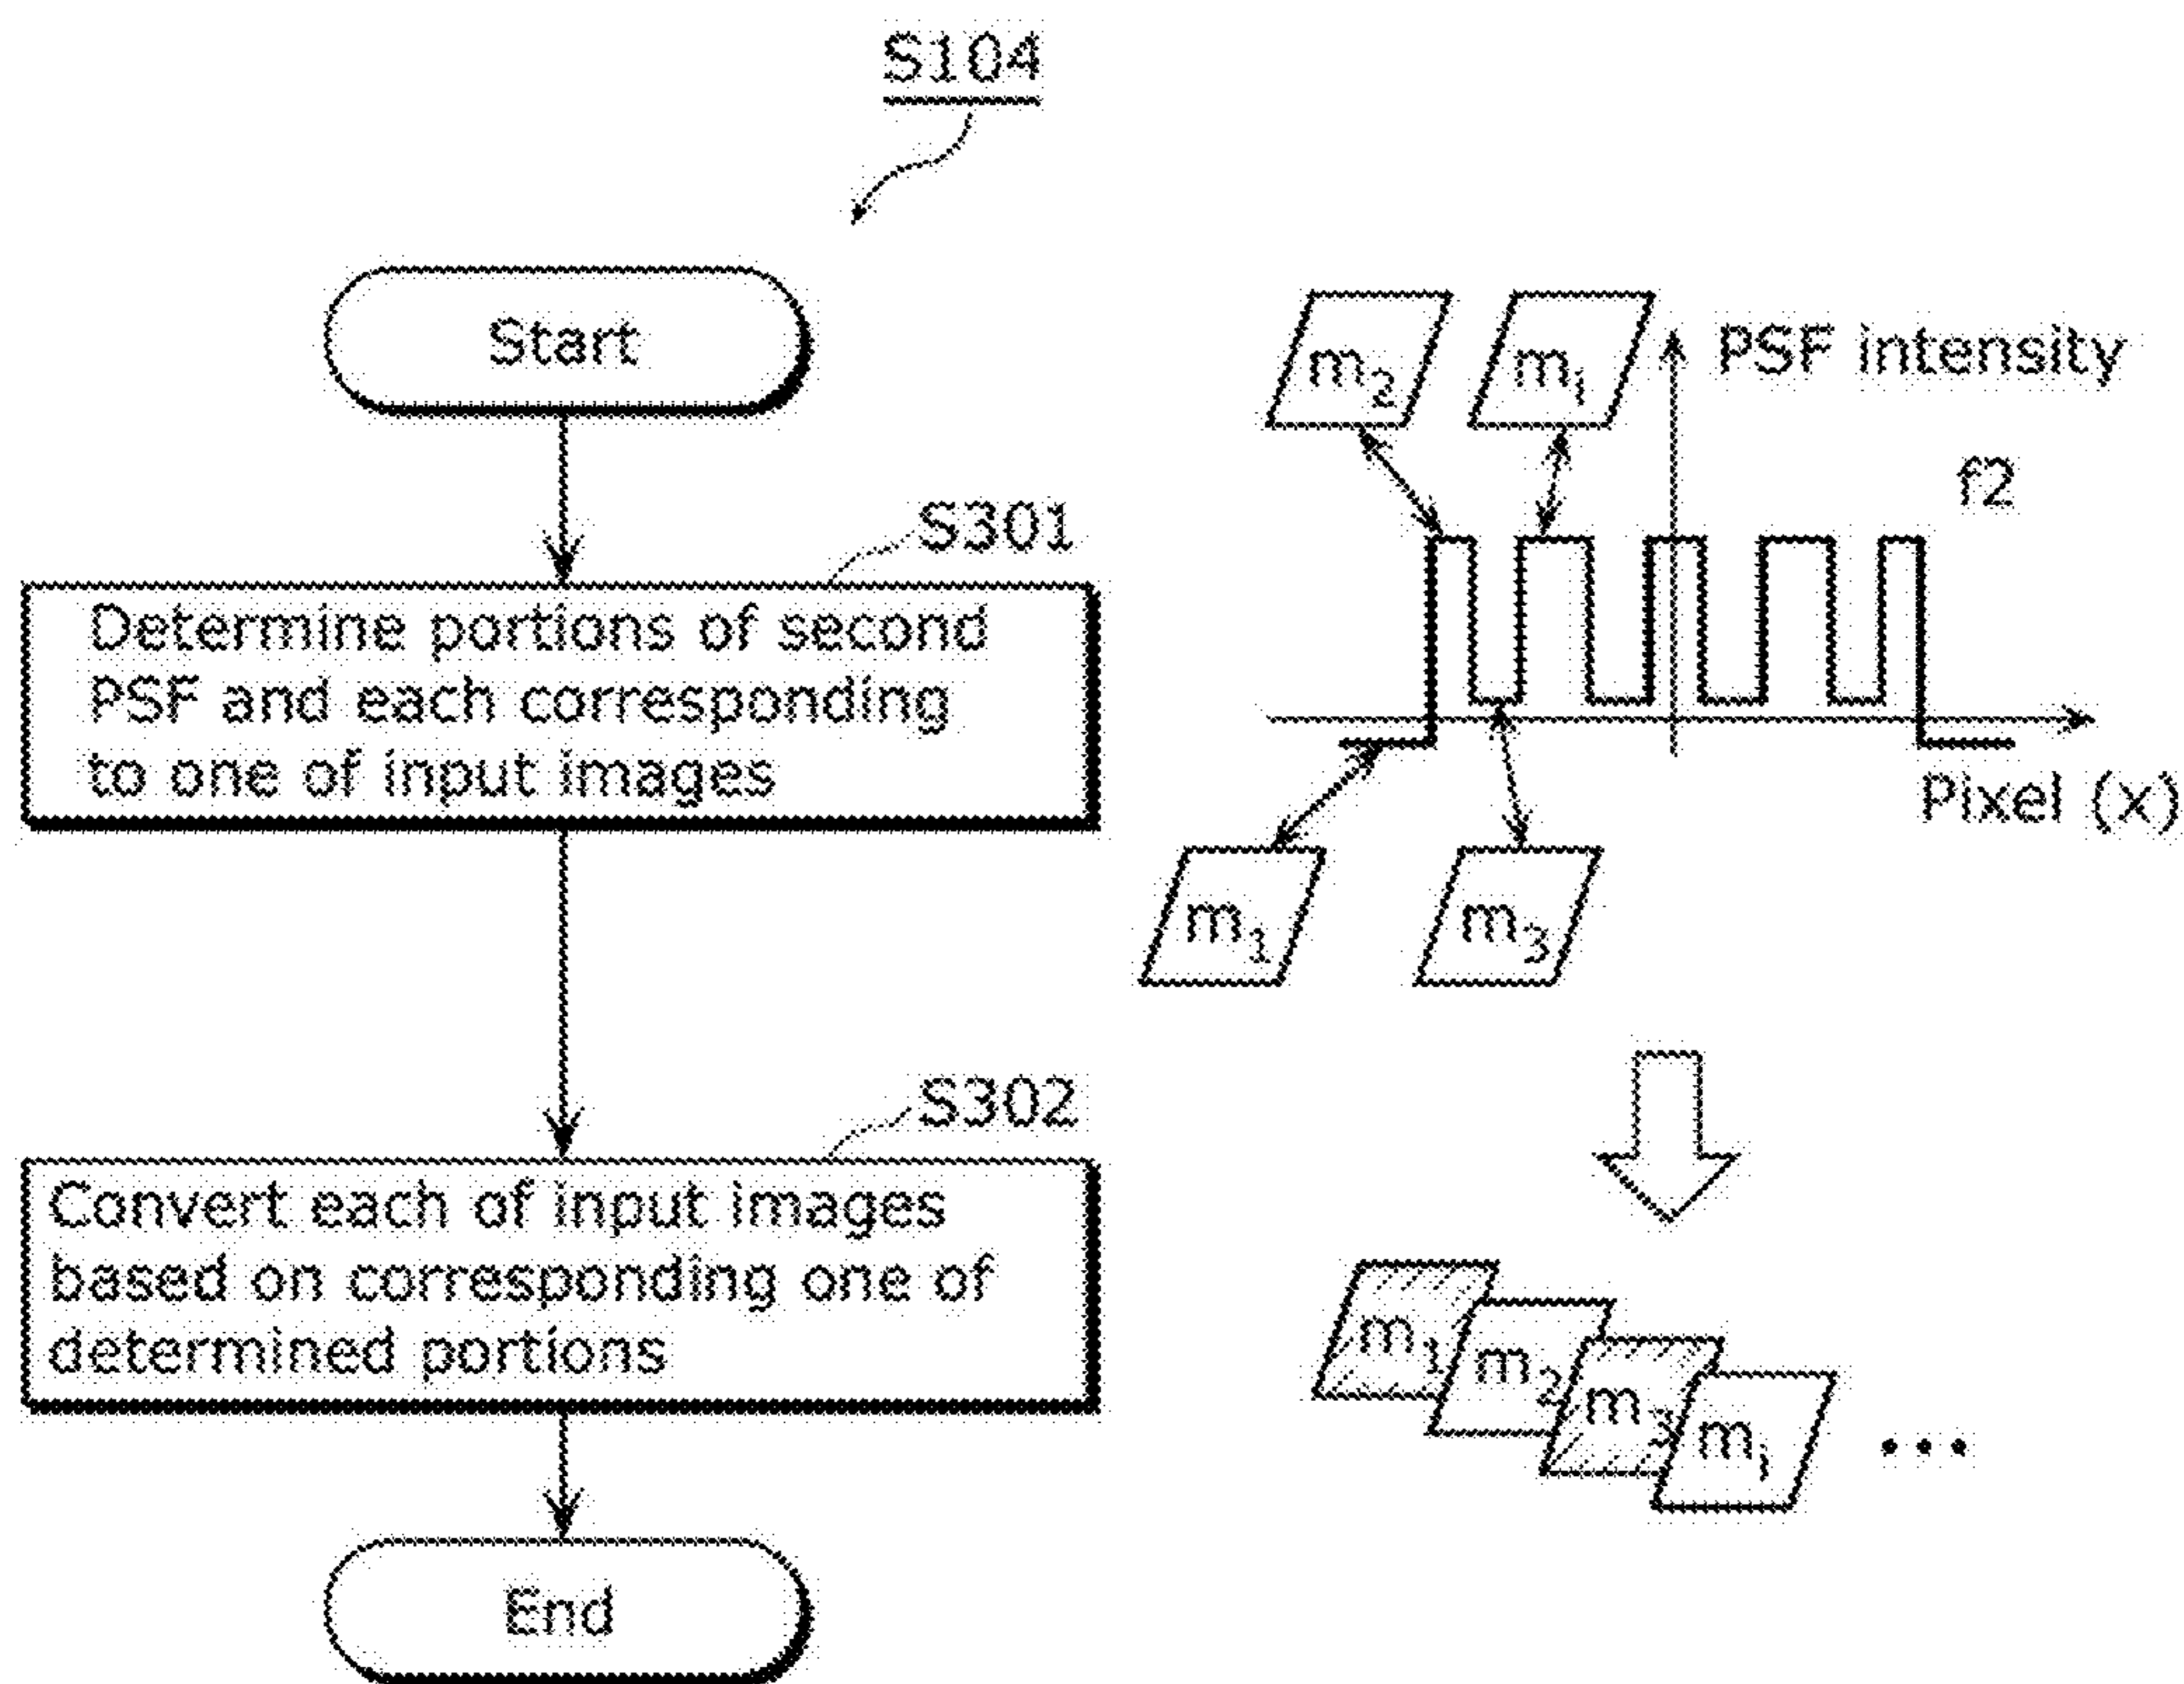 S104
Start
S301
Determine portions of second
PSF and each corresponding
to one of input images
S302
Convert each of input images
based on corresponding one of
determined portions
End
m2
mi
PSF intensity
f2
Pixel (x)
m1
m3
m1
m2
m3
mi
...